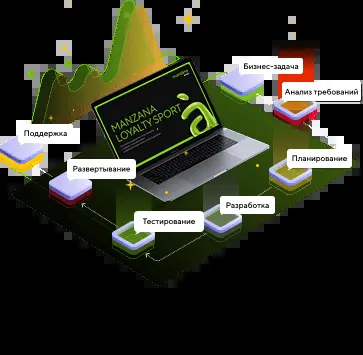 Бизнес-задача
Анализ требований
MANZANA
LOYALTY SPORT
Поддержка
Планирование
Развертывание
Разработка
Тестирование